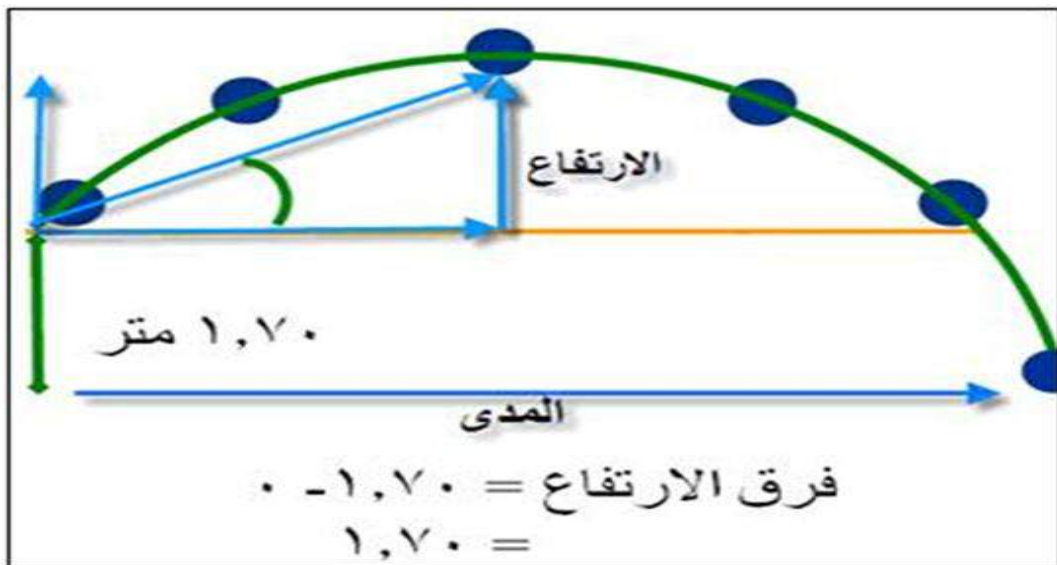 الارتفاع
١,٧٠ متر
المدى
فرق الارتفاع = ١,٧٠ - ٠
= ١,٧٠